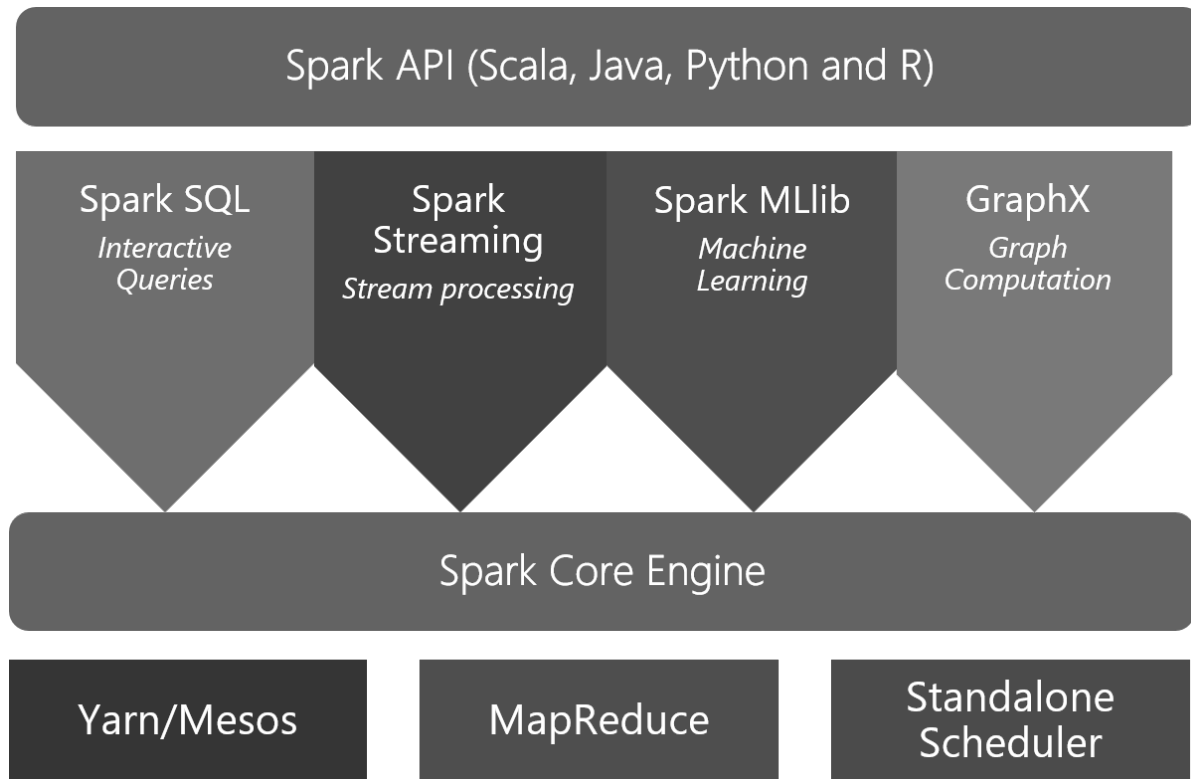 Spark API (Scala, Java, Python and R)
Spark SQL
Interactive
Queries
Spark
Streaming
Stream processing
Spark MLlib
Machine
Learning
GraphX
Graph
Computation
Spark Core Engine
Yarn/Mesos
MapReduce
Standalone
Scheduler